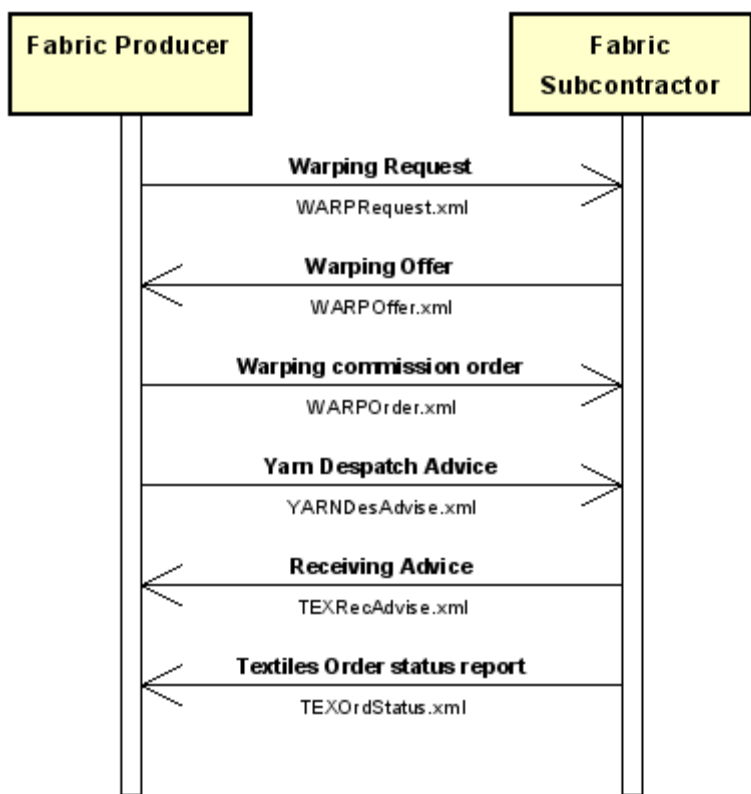 Fabric Producer
Fabric
Subcontractor
Warping Request
WARPRequest.xml
Warping Offer
WARPOffer.xml
Warping commission order
WARPOrder.xml
Yarn Despatch Advice
YARNDesAdvise.xml
Receiving Advice
TEXRecAdvise.xml
Textiles Order status report
TEXOrdStatus.xml